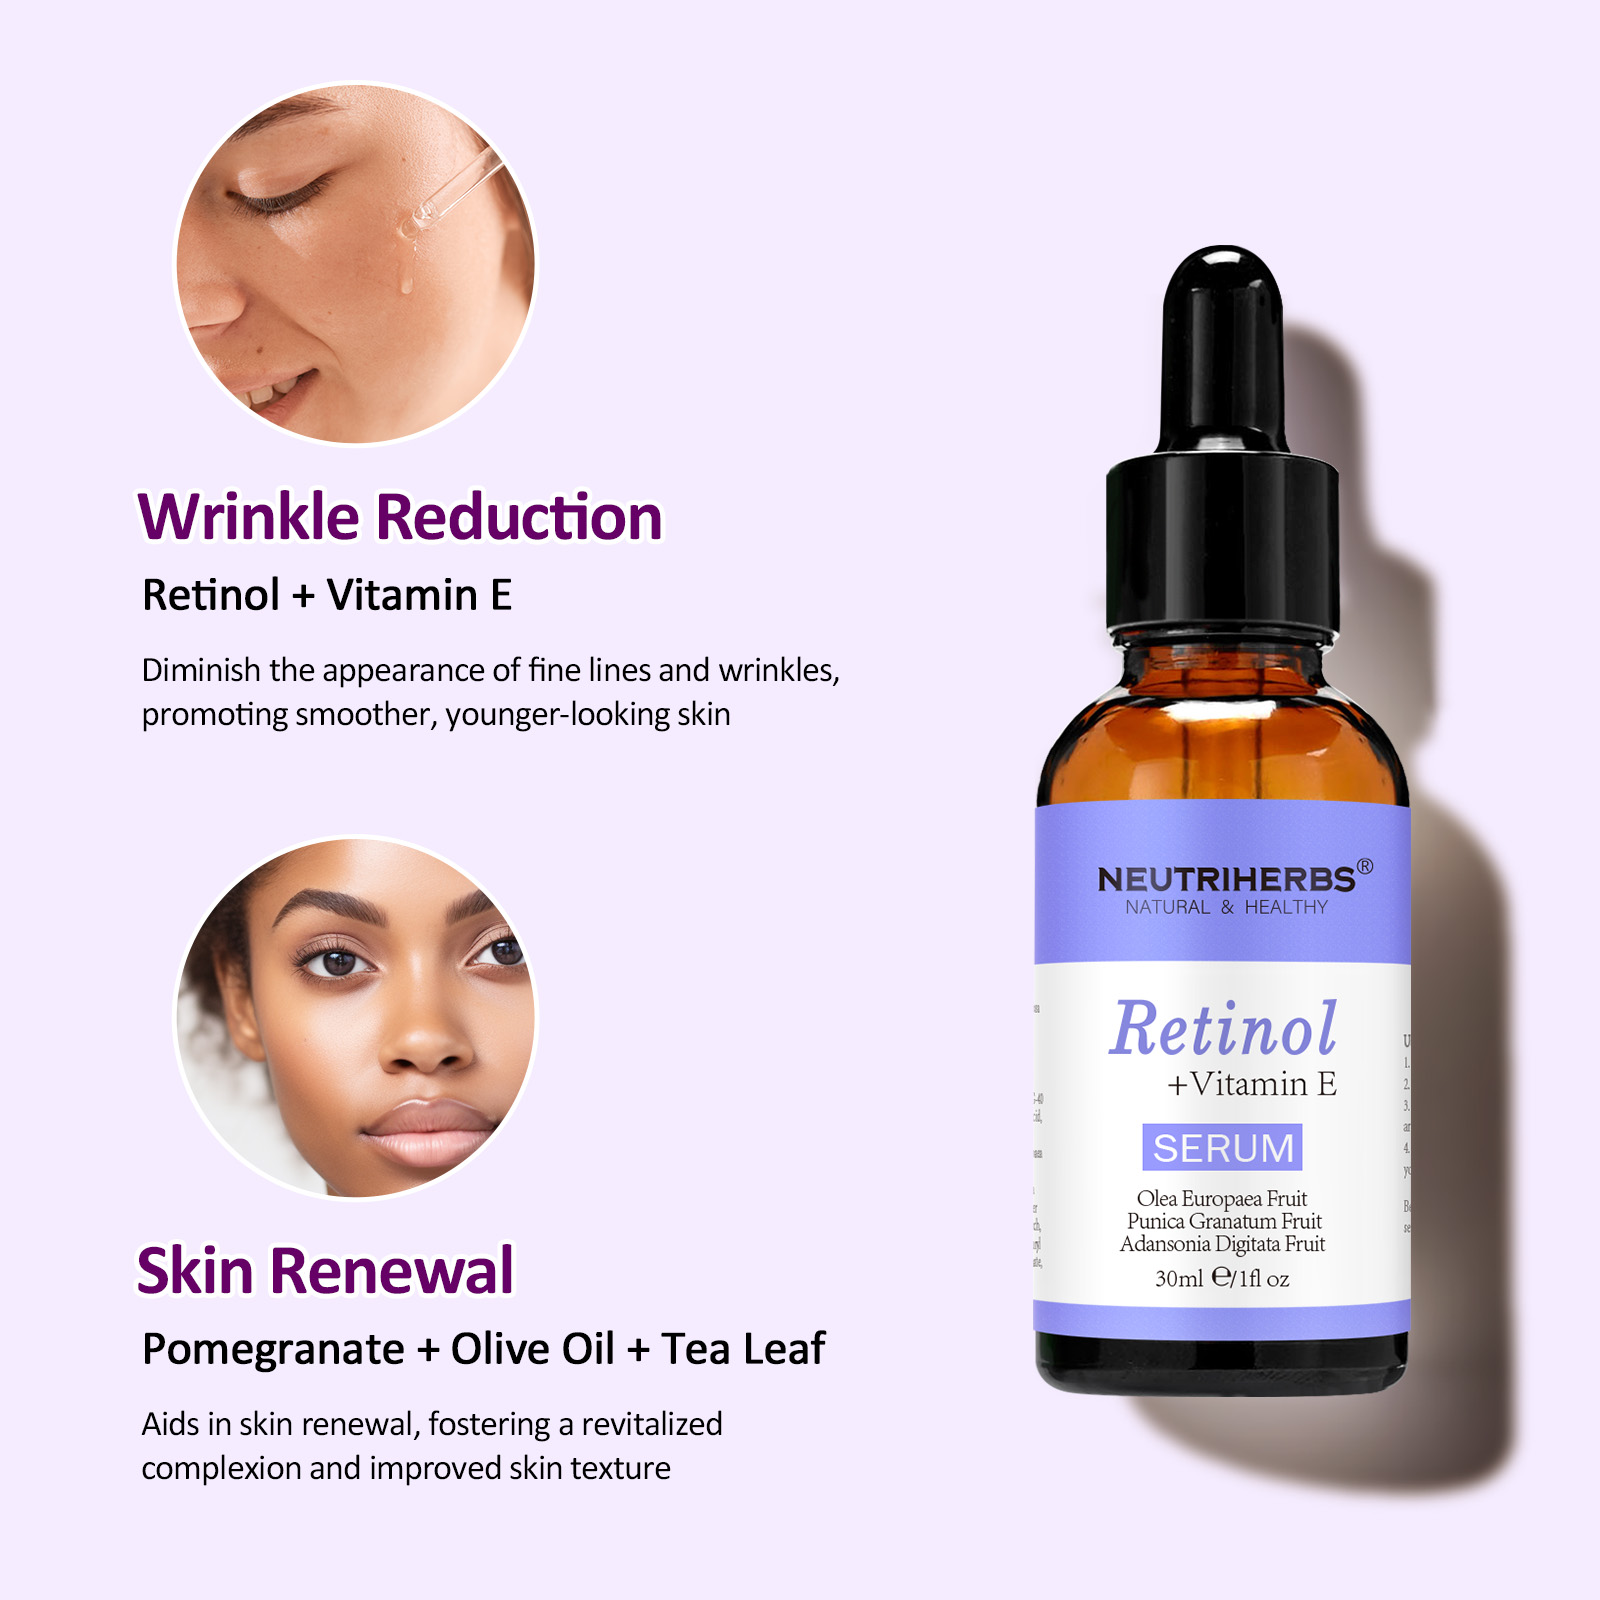 Wrinkle Reduction
Retinol + Vitamin E
Diminish the appearance of fine lines and wrinkles,
promoting smoother, younger-looking skin
Skin Renewal
Pomegranate + Olive Oil + Tea Leaf
Aids in skin renewal, fostering a revitalized
complexion and improved skin texture
NEUTRIHERBS®
NATURAL & HEALTHY
Retinol
+Vitamin E
SERUM
Olea Europaea Fruit
Punica Granatum Fruit
Adansonia Digitata Fruit
30ml ℮/1fl oz